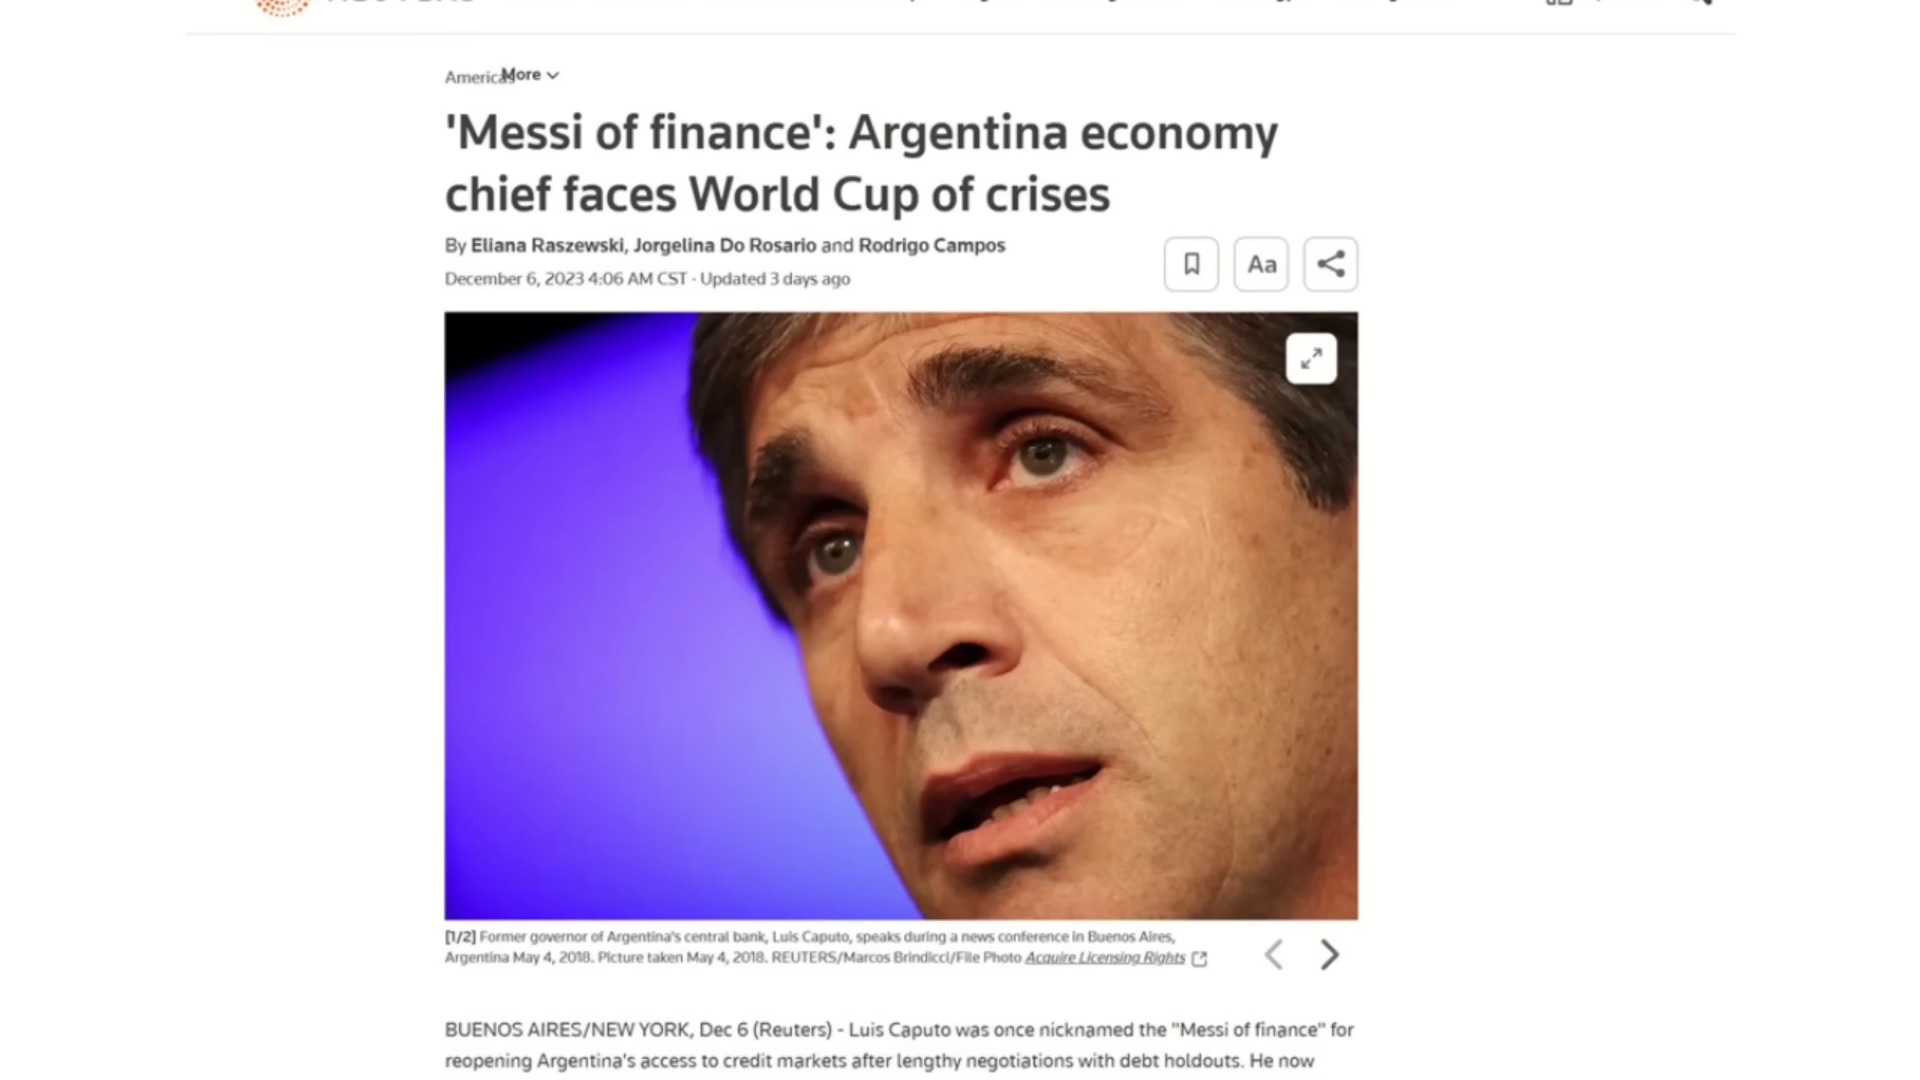 Americas
More
'Messi of finance': Argentina economy
chief faces World Cup of crises
By Eliana Raszewski, Jorgelina Do Rosario and Rodrigo Campos
Aa
December 6, 2023 4:06 AM CST · Updated 3 days ago
[1/2] Former governor of Argentina's central bank, Luis Caputo, speaks during a news conference in Buenos Aires,
Argentina May 4, 2018. Picture taken May 4, 2018. REUTERS/Marcos Brindicci/File Photo Acquire Licensing Rights
BUENOS AIRES/NEW YORK, Dec 6 (Reuters) - Luis Caputo was once nicknamed the "Messi of finance" for
reopening Argentina's access to credit markets after lengthy negotiations with debt holdouts. He now